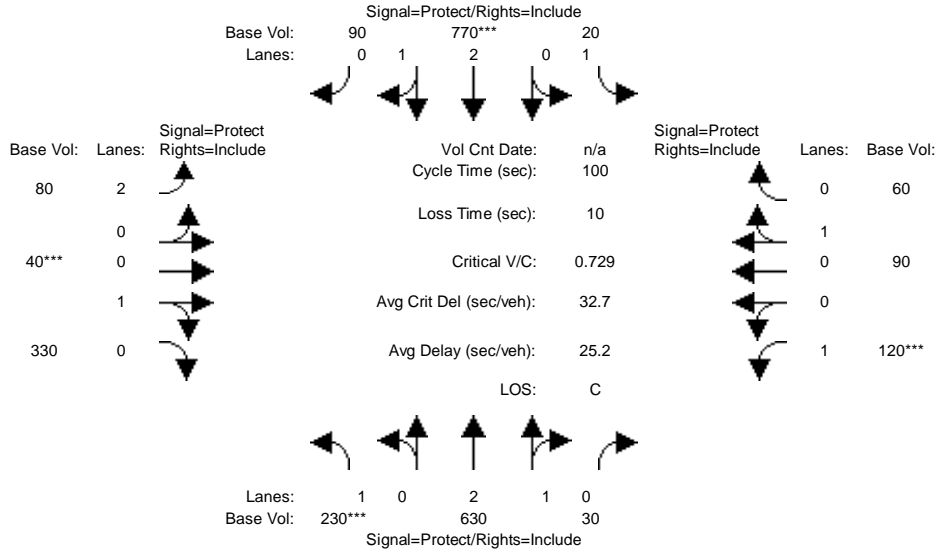 Signal=Protect/Rights=Include
Base Vol: 90 770*** 20
Lanes: 0 1 2 0 1
Signal=Protect
Rights=Include
Base Vol: Lanes:
80 2
0
40*** 0
1
330 0
Vol Cnt Date: n/a
Cycle Time (sec): 100
Loss Time (sec): 10
Critical V/C: 0.729
Avg Crit Del (sec/veh): 32.7
Avg Delay (sec/veh): 25.2
LOS: C
Signal=Protect
Rights=Include
Lanes: Base Vol:
0 60
1
0 90
0
1 120***
Lanes: 1 0 2 1 0
Base Vol: 230*** 630 30
Signal=Protect/Rights=Include